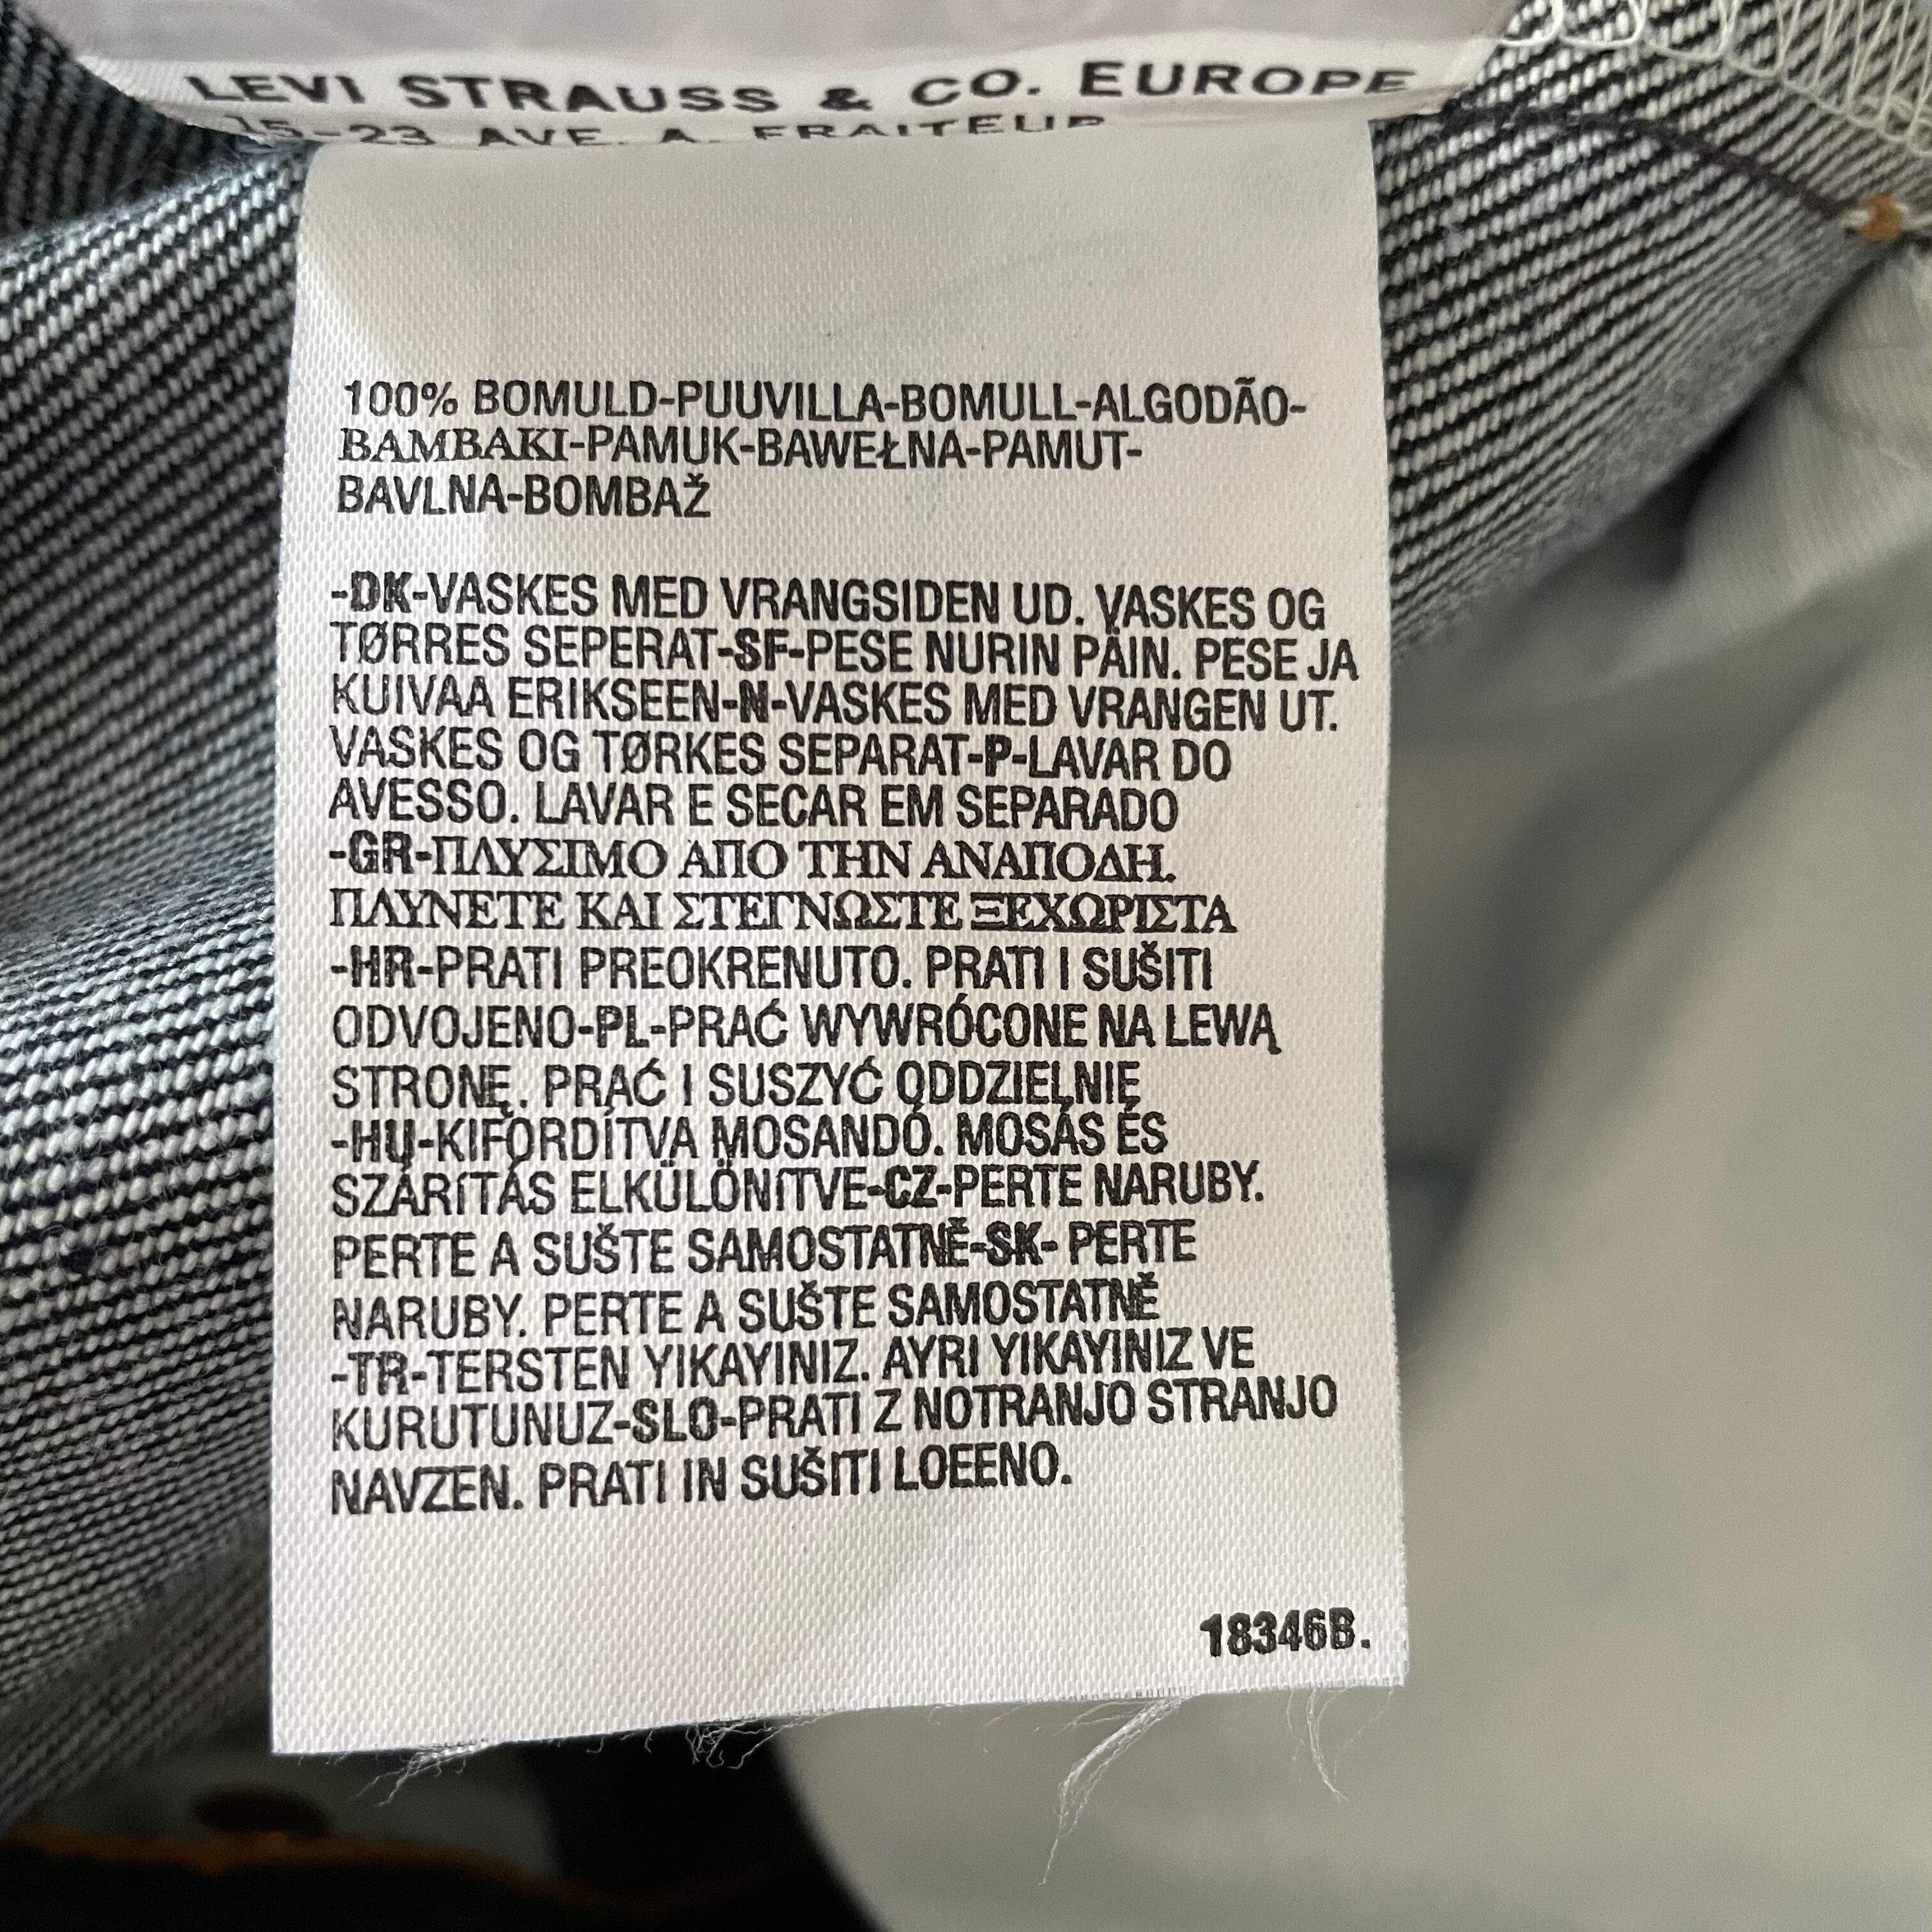 LEVI STRAUSS & CO. EUROPE
15-23 AVE. A. FRAITEUR
100% BOMULD-PUUVILLA-BOMULL-ALGODÃO-
BAMBAKI-PAMUK-BAWEŁNA-PAMUT-
BAVLNA-BOMBAŽ
-DK-VASKES MED VRANGSIDEN UD. VASKES OG
TØRRES SEPERAT-SF-PESE NURIN PÄIN. PESE JA
KUIVAA ERIKSEEN-N-VASKES MED VRANGEN UT.
VASKES OG TØRKES SEPARAT-P-LAVAR DO
AVESSO. LAVAR E SECAR EM SEPARADO
-GR-ΠΛΥΣΙΜΟ ΑΠΟ ΤΗΝ ΑΝΑΠΟΔΗ.
ΠΛΥΝΕΤΕ ΚΑΙ ΣΤΕΓΝΩΣΤΕ ΞΕΧΩΡΙΣΤΑ
-HR-PRATI PREOKRENUTO. PRATI I SUŠITI
ODVOJENO-PL-PRAĆ WYWRÓCONE NA LEWĄ
STRONĘ. PRAĆ I SUSZYĆ ODDZIELNIE
-HU-KIFORDÍTVA MOSANDÓ. MOSÁS ÉS
SZÁRÍTÁS ELKÜLÖNÍTVE-CZ-PERTE NARUBY.
PERTE A SUŠTE SAMOSTATNĚ-SK- PERTE
NARUBY. PERTE A SUŠTE SAMOSTATNĚ
-TR-TERSTEN YIKAYINIZ. AYRI YIKAYINIZ VE
KURUTUNUZ-SLO-PRATI Z NOTRANJO STRANJO
NAVZEN. PRATI IN SUŠITI LOEENO.
18346B.